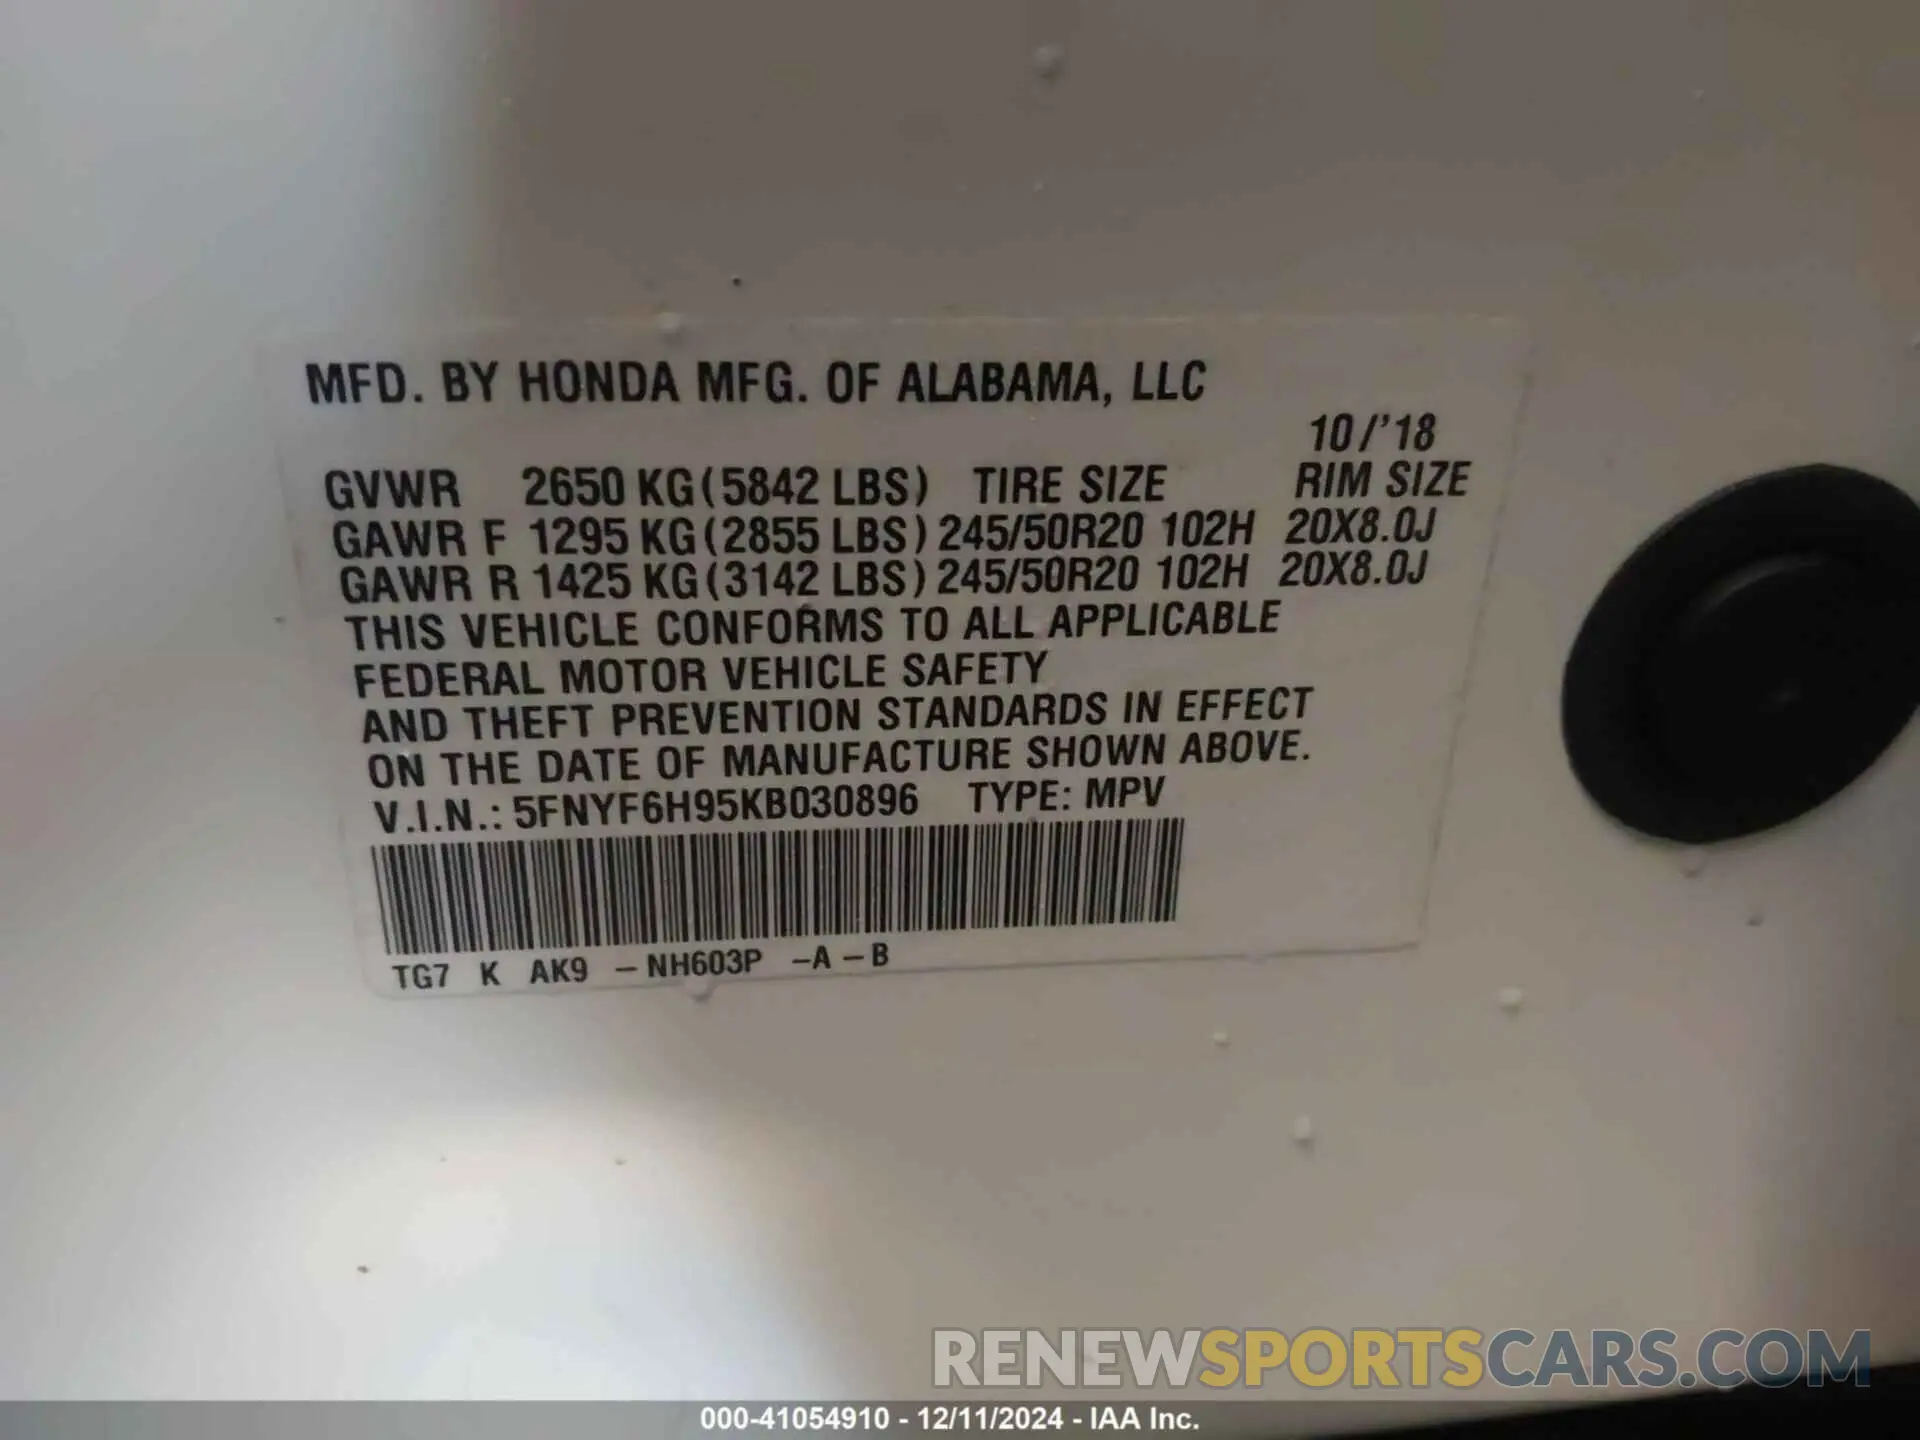 MFD. BY HONDA MFG. OF ALABAMA, LLC
10/'18
GVWR 2650 KG (5842 LBS) TIRE SIZE RIM SIZE
GAWR F 1295 KG (2855 LBS) 245/50R20 102H 20X8.0J
GAWR R 1425 KG (3142 LBS) 245/50R20 102H 20X8.0J
THIS VEHICLE CONFORMS TO ALL APPLICABLE
FEDERAL MOTOR VEHICLE SAFETY
AND THEFT PREVENTION STANDARDS IN EFFECT
ON THE DATE OF MANUFACTURE SHOWN ABOVE.
V.I.N.: 5FNYF6H95KB030896 TYPE: MPV
TG7 K AK9 -NH603P -A-B
RENEWSPORTSCARS.COM
000-41054910 - 12/11/2024 - IAA Inc.